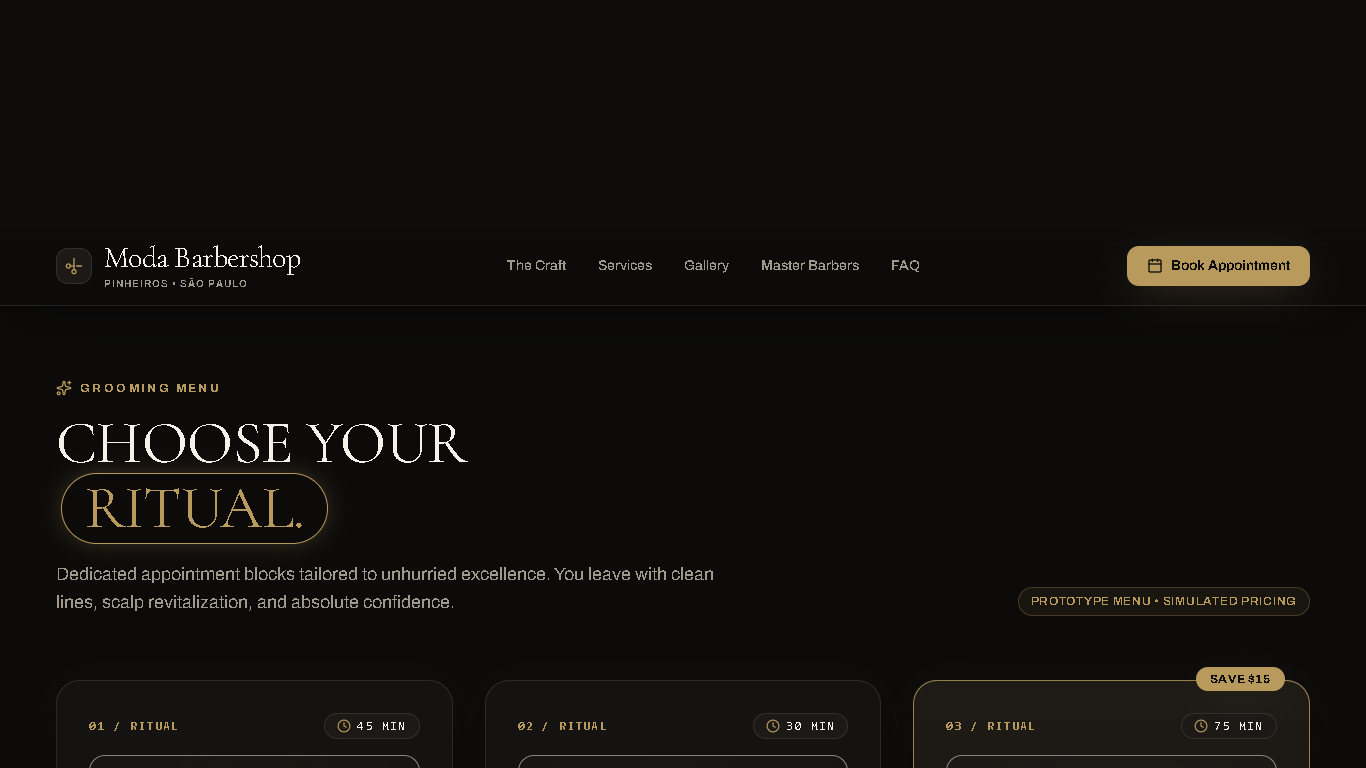 Moda Barbershop
PINHEIROS • SÃO PAULO
The Craft
Services
Gallery
Master Barbers
FAQ
Book Appointment
GROOMING MENU
CHOOSE YOUR
RITUAL.
Dedicated appointment blocks tailored to unhurried excellence. You leave with clean
lines, scalp revitalization, and absolute confidence.
PROTOTYPE MENU • SIMULATED PRICING
SAVE $15
01 / RITUAL
45 MIN
02 / RITUAL
30 MIN
03 / RITUAL
75 MIN